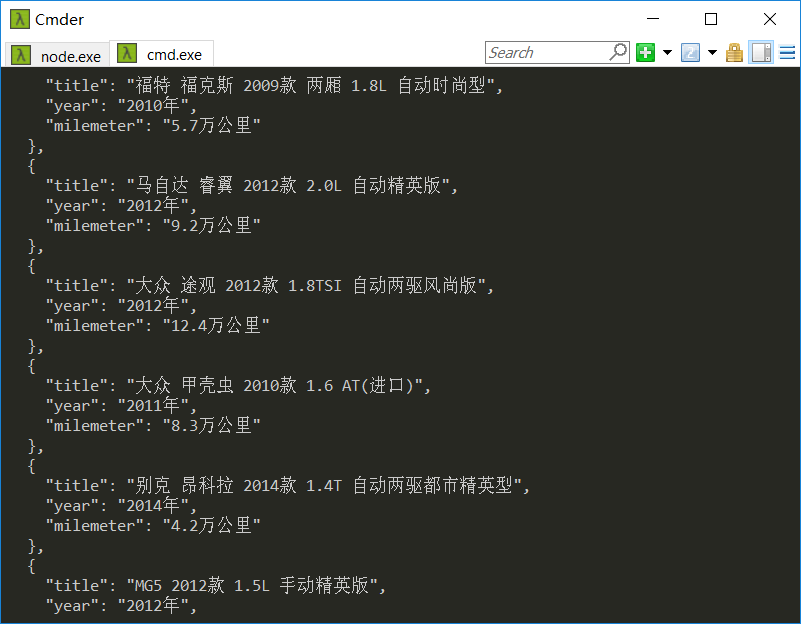 Cmder
node.exe
cmd.exe
Search
"title": "福特 福克斯 2009款 两厢 1.8L 自动时尚型",
"year": "2010年",
"milemeter": "5.7万公里"
},
{
"title": "马自达 睿翼 2012款 2.0L 自动精英版",
"year": "2012年",
"milemeter": "9.2万公里"
},
{
"title": "大众 途观 2012款 1.8TSI 自动两驱风尚版",
"year": "2012年",
"milemeter": "12.4万公里"
},
{
"title": "大众 甲壳虫 2010款 1.6 AT(进口)",
"year": "2011年",
"milemeter": "8.3万公里"
},
{
"title": "别克 昂科拉 2014款 1.4T 自动两驱都市精英型",
"year": "2014年",
"milemeter": "4.2万公里"
},
{
"title": "MG5 2012款 1.5L 手动精英版",
"year": "2012年",